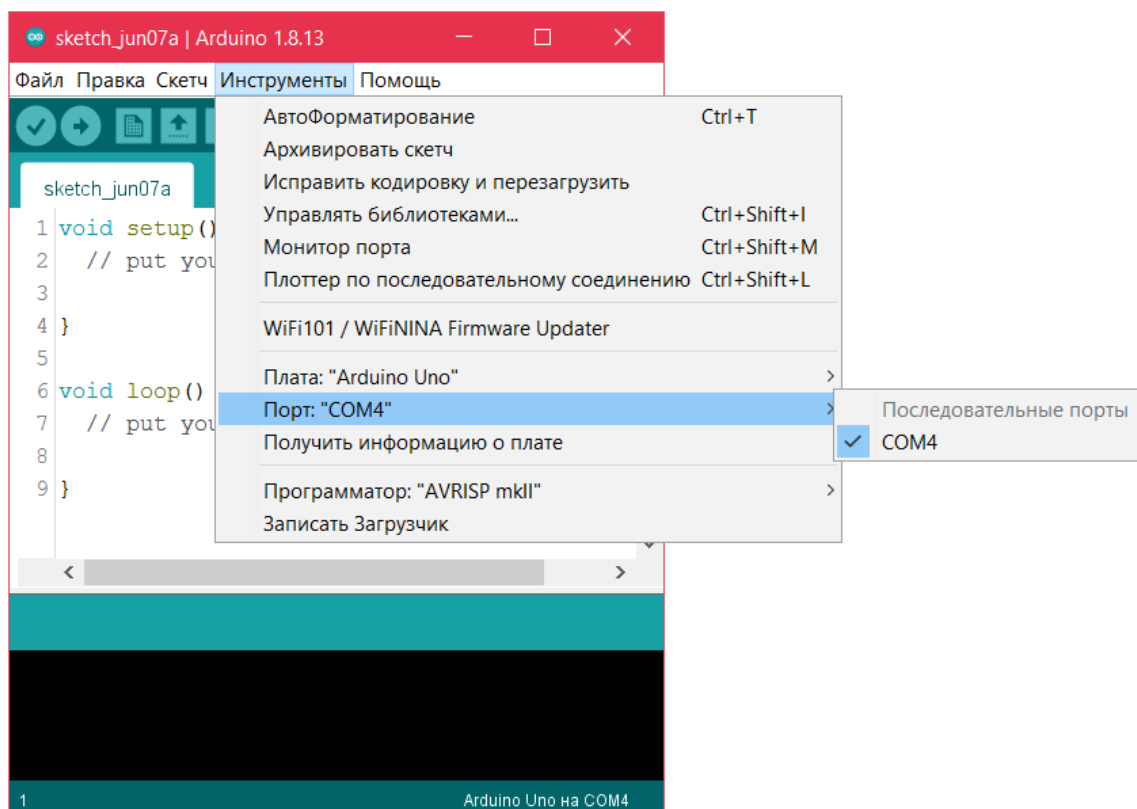 sketch_jun07a | Arduino 1.8.13
Файл Правка Скетч Инструменты Помощь
АвтоФорматирование Ctrl+T
Архивировать скетч
Исправить кодировку и перезагрузить
Управлять библиотеками... Ctrl+Shift+I
Монитор порта Ctrl+Shift+M
Плоттер по последовательному соединению Ctrl+Shift+L
WiFi101 / WiFiNINA Firmware Updater
Плата: "Arduino Uno"
Порт: "COM4"
Получить информацию о плате
Программатор: "AVRISP mkII"
Записать Загрузчик
Последовательные порты
COM4
sketch_jun07a
1 void setup()
2 // put you
3
4 }
5
6 void loop()
7 // put you
8
9 }
1 Arduino Uno на COM4